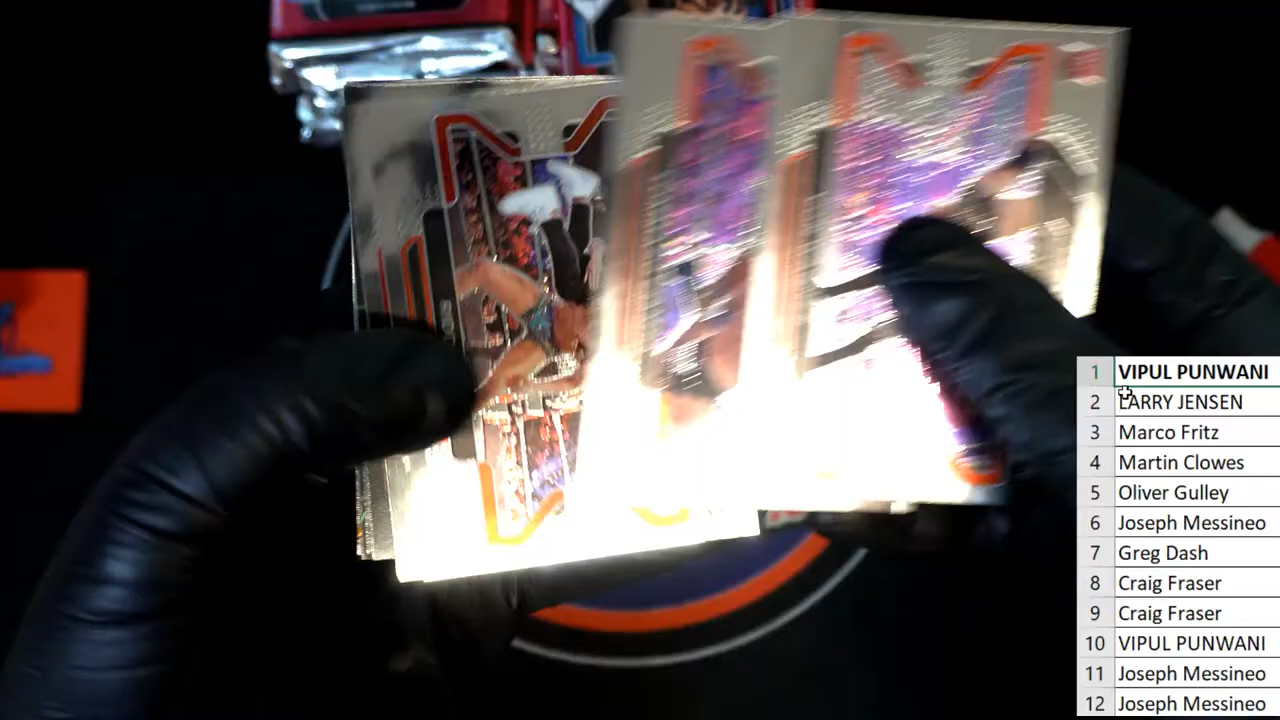 1 VIPUL PUNWANI
2 LARRY JENSEN
3 Marco Fritz
4 Martin Clowes
5 Oliver Gulley
6 Joseph Messineo
7 Greg Dash
8 Craig Fraser
9 Craig Fraser
10 VIPUL PUNWANI
11 Joseph Messineo
12 Joseph Messineo